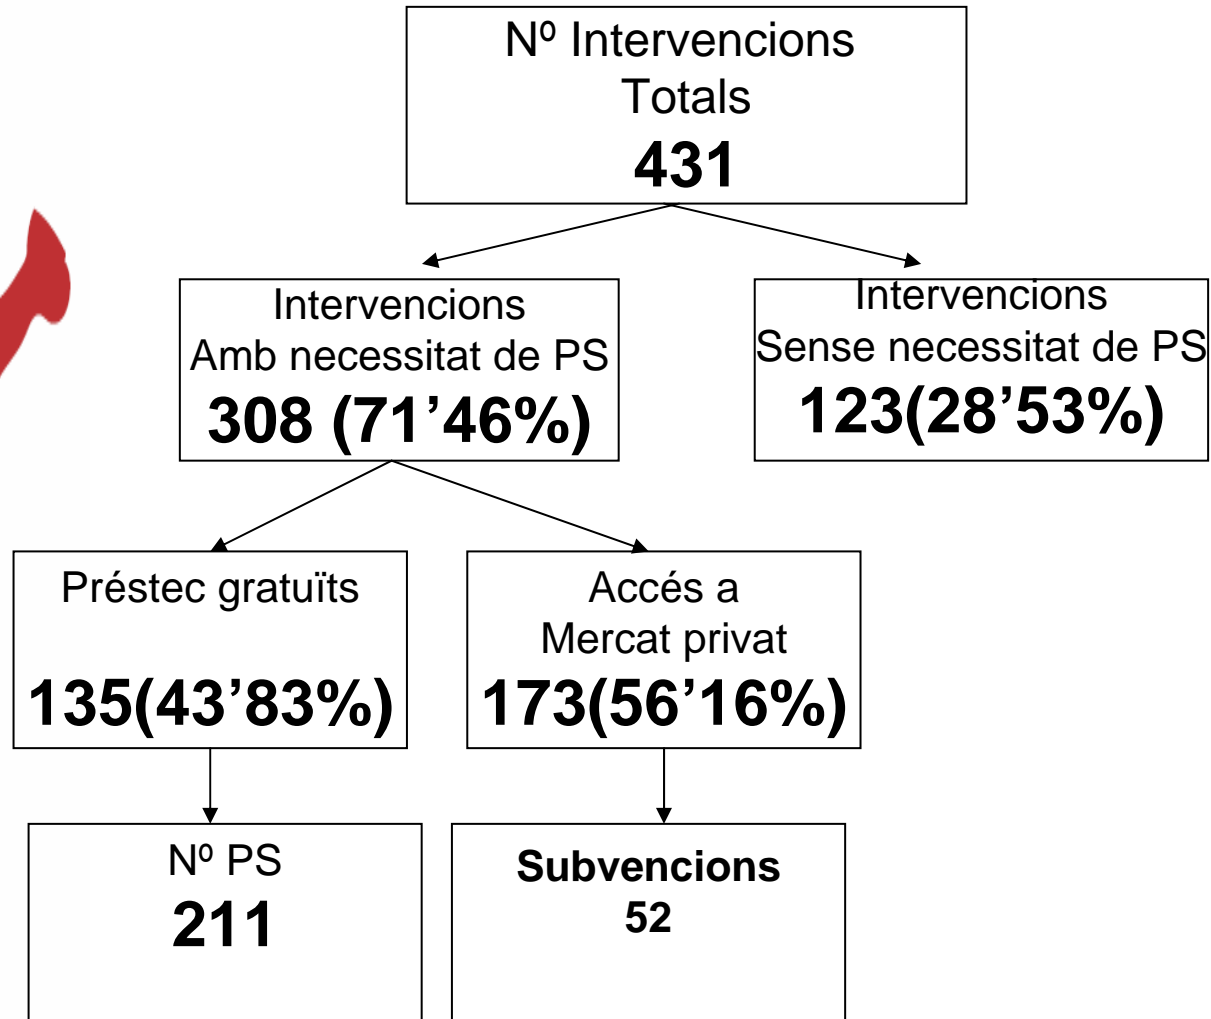 Nº Intervencions
Totals
431
Intervencions
Amb necessitat de PS
308 (71’46%)
Intervencions
Sense necessitat de PS
123(28’53%)
Préstec gratuïts
135(43’83%)
Accés a
Mercat privat
173(56’16%)
Nº PS
211
Subvencions
52